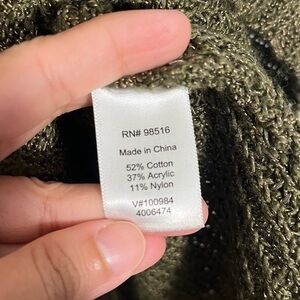 RN# 98516
Made in China
52% Cotton
37% Acrylic
11% Nylon
V#100984
4006474